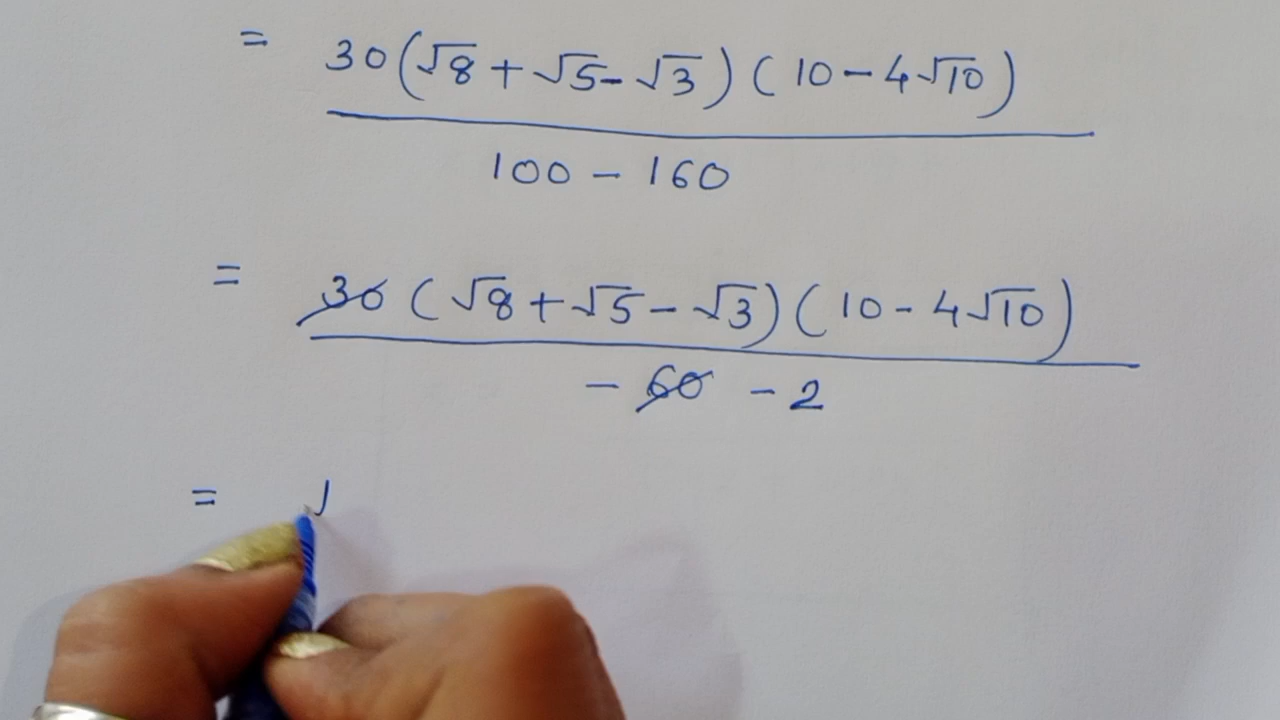 = 30(√8 + √5 - √3)(10 - 4√10)
100 - 160
= 30(√8 + √5 - √3)(10 - 4√10)
- 60 - 2
= √